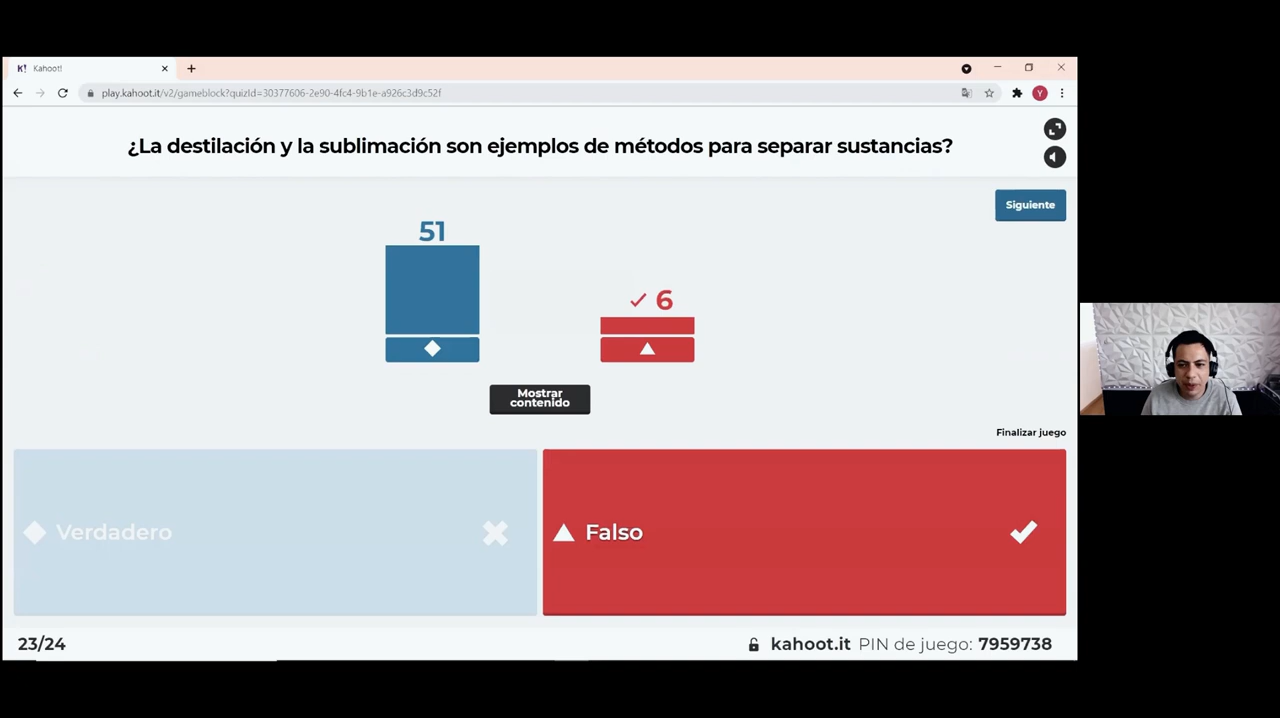 K! Kahoot!
play.kahoot.it/v2/gameblock?quizId=30377606-2e90-4fc4-9b1e-a926c3d9c52f
Y
¿La destilación y la sublimación son ejemplos de métodos para separar sustancias?
Siguiente
51
6
Mostrar
contenido
Finalizar juego
Verdadero
Falso
23/24
kahoot.it PIN de juego: 7959738